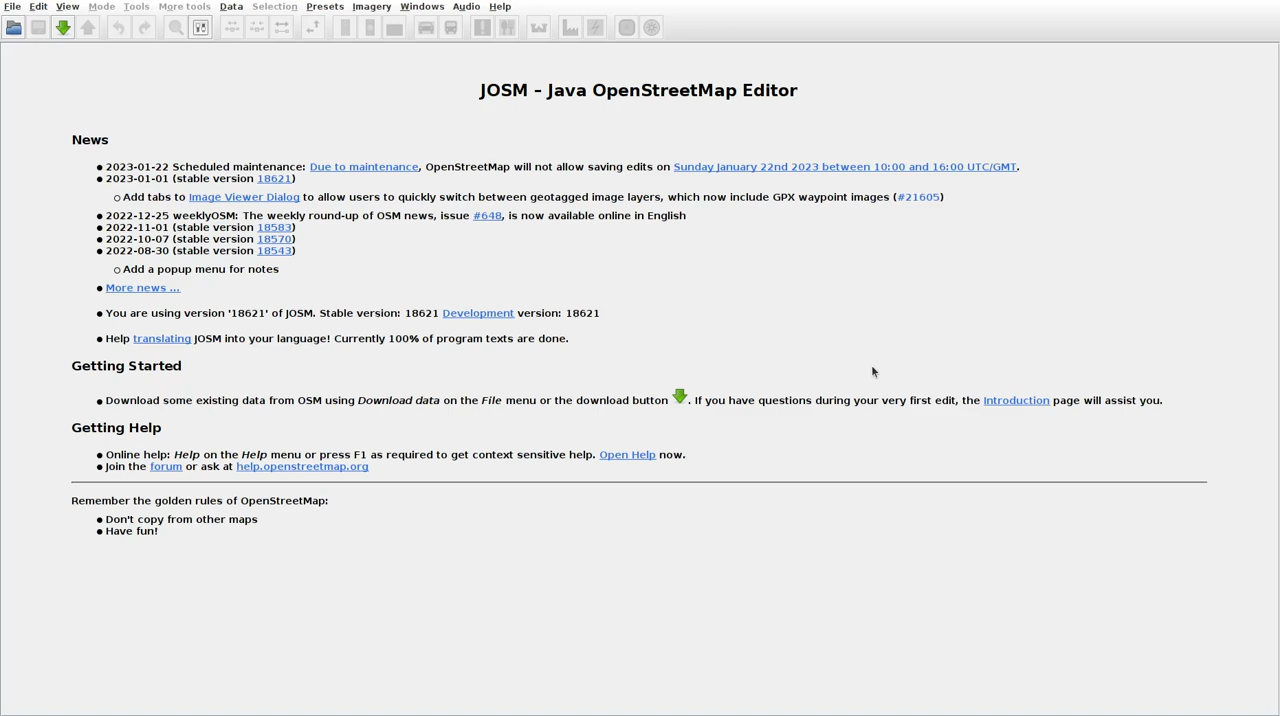 File Edit View Mode Tools More tools Data Selection Presets Imagery Windows Audio Help
JOSM – Java OpenStreetMap Editor
News
2023-01-22 Scheduled maintenance: Due to maintenance, OpenStreetMap will not allow saving edits on Sunday January 22nd 2023 between 10:00 and 16:00 UTC/GMT.
2023-01-01 (stable version 18621)
Add tabs to Image Viewer Dialog to allow users to quickly switch between geotagged image layers, which now include GPX waypoint images (#21605)
2022-12-25 weeklyOSM: The weekly round-up of OSM news, issue #648, is now available online in English
2022-11-01 (stable version 18583)
2022-10-07 (stable version 18570)
2022-08-30 (stable version 18543)
Add a popup menu for notes
More news ...
You are using version '18621' of JOSM. Stable version: 18621 Development version: 18621
Help translating JOSM into your language! Currently 100% of program texts are done.
Getting Started
Download some existing data from OSM using Download data on the File menu or the download button . If you have questions during your very first edit, the Introduction page will assist you.
Getting Help
Online help: Help on the Help menu or press F1 as required to get context sensitive help. Open Help now.
Join the forum or ask at help.openstreetmap.org
Remember the golden rules of OpenStreetMap:
Don't copy from other maps
Have fun!